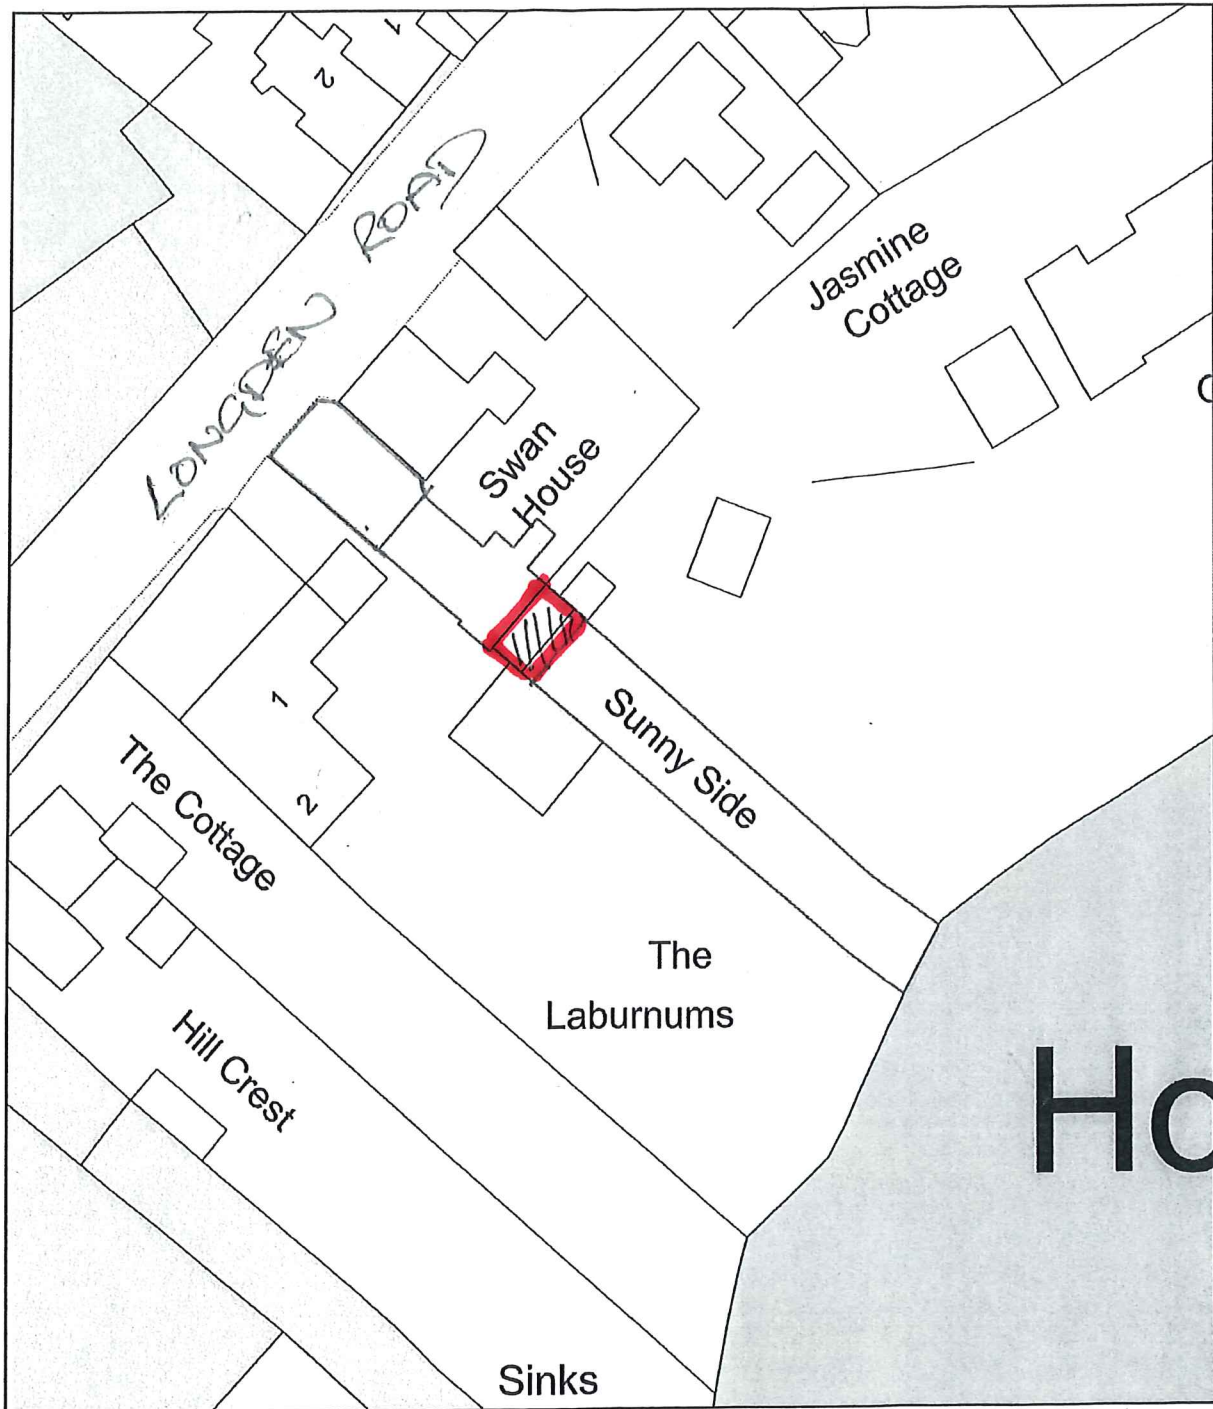 1
2
LONGDEN ROAD
Jasmine
Cottage
Swan
House
1
2
Sunny Side
The Cottage
The
Laburnums
Hill Crest
Sinks
Ho